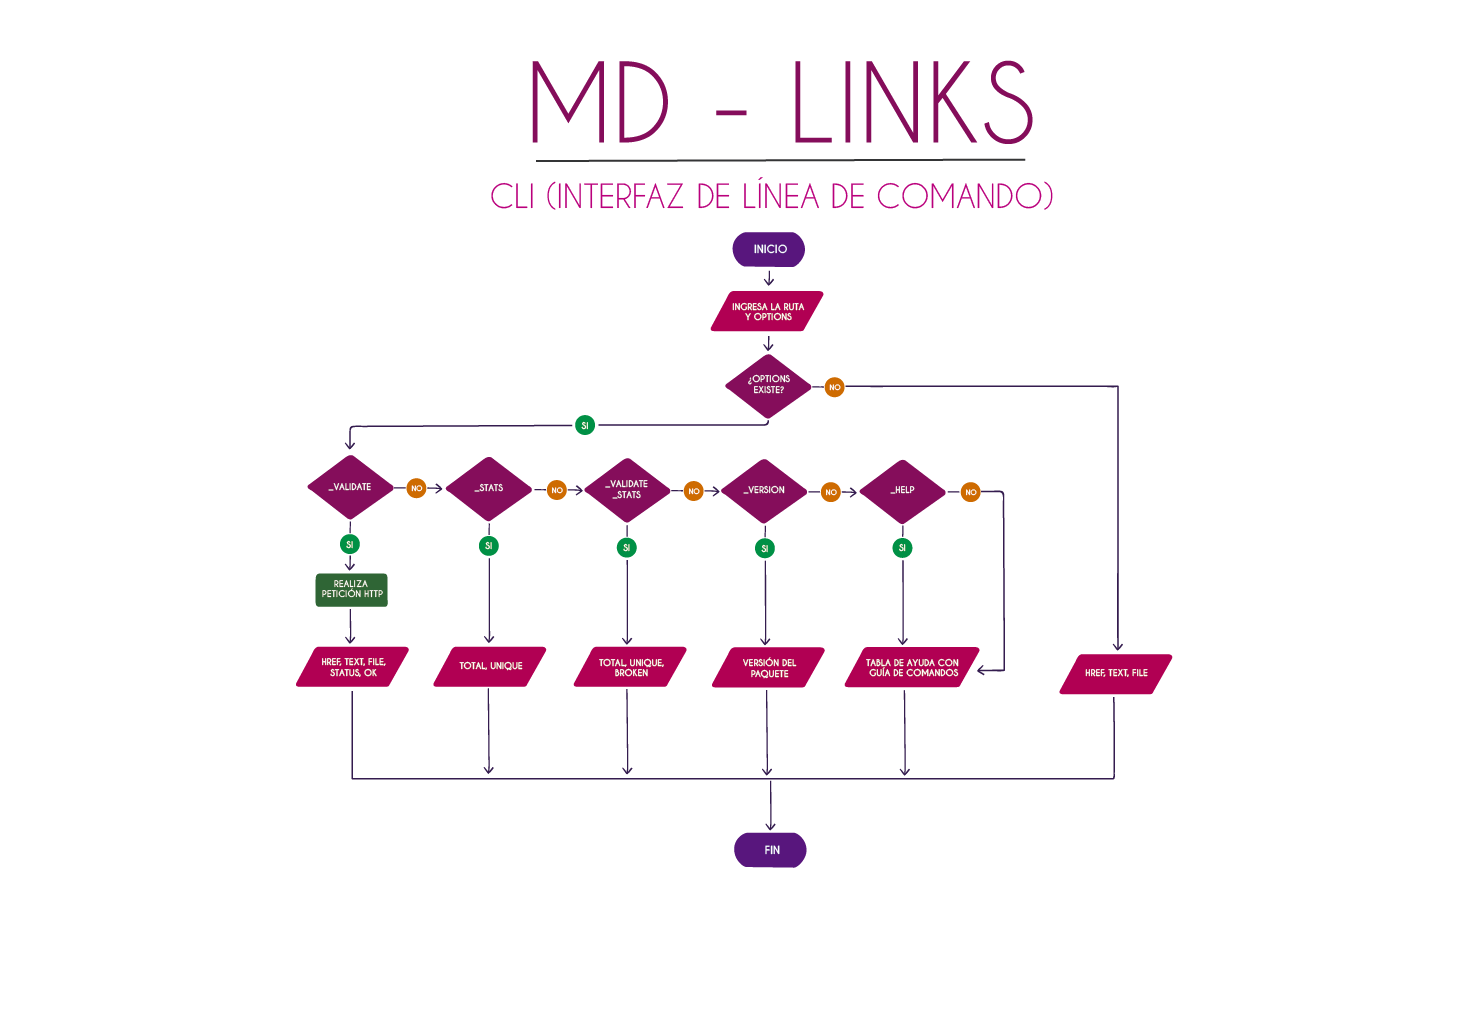 MD - LINKS
CLI (INTERFAZ DE LÍNEA DE COMANDO)
INICIO
INGRESA LA RUTA
Y OPTIONS
¿OPTIONS
EXISTE?
NO
SI
_VALIDATE
NO
_STATS
NO
_VALIDATE
_STATS
NO
_VERSION
NO
_HELP
NO
SI
SI
SI
SI
SI
REALIZA
PETICIÓN HTTP
HREF, TEXT, FILE,
STATUS, OK
TOTAL, UNIQUE
TOTAL, UNIQUE,
BROKEN
VERSIÓN DEL
PAQUETE
TABLA DE AYUDA CON
GUÍA DE COMANDOS
HREF, TEXT, FILE
FIN